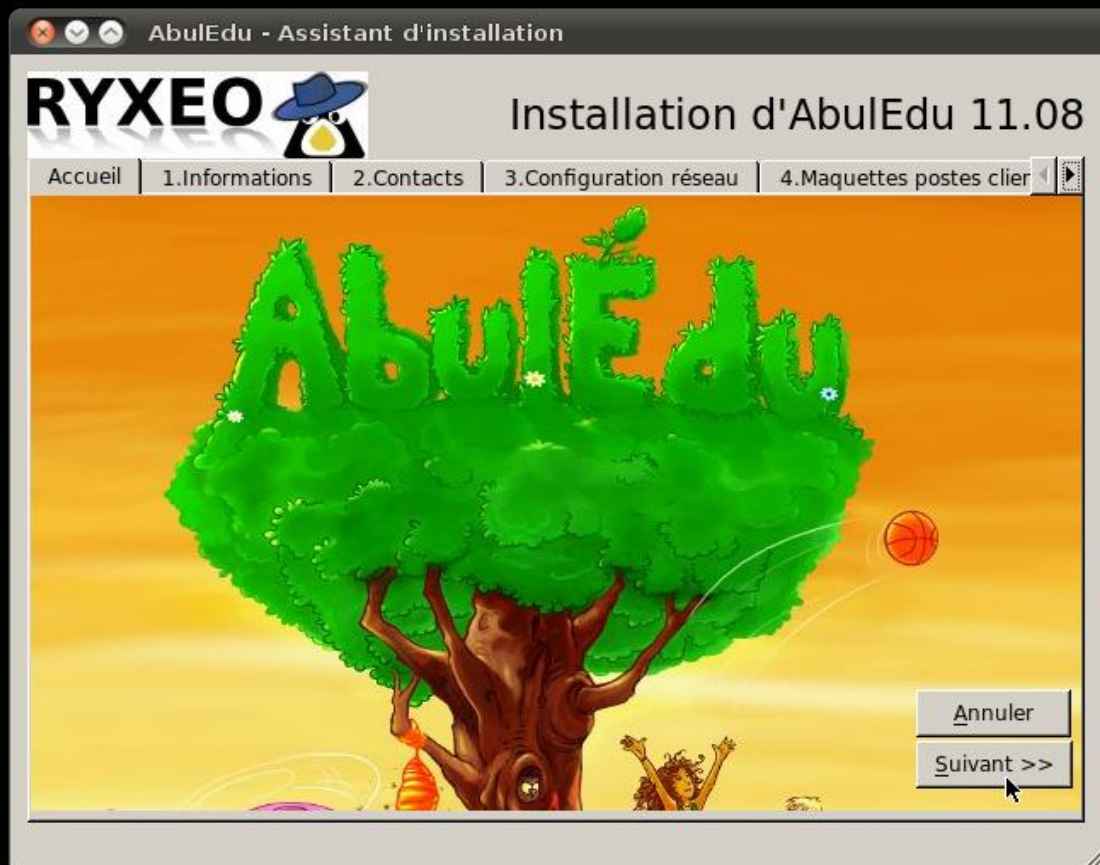 AbulEdu - Assistant d'installation
RYXEO
Installation d'AbulEdu 11.08
Accueil 1.Informations 2.Contacts 3.Configuration réseau 4.Maquettes postes clier
AbulÉdu
Annuler
Suivant >>